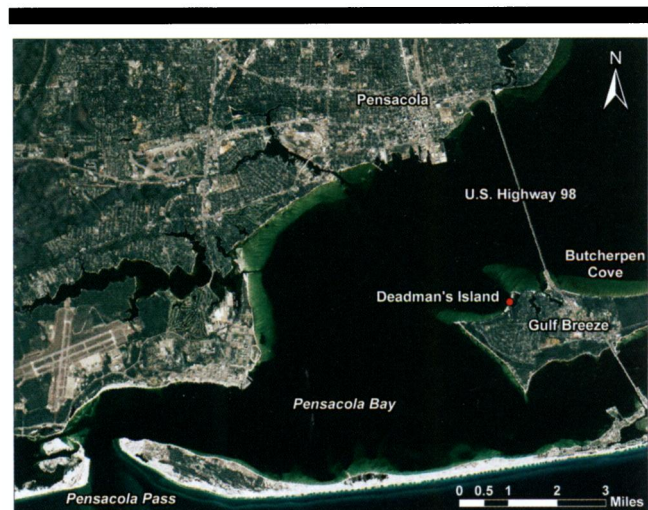 N
Pensacola
U.S. Highway 98
Butcherpen
Cove
Deadman's Island
Gulf Breeze
Pensacola Bay
Pensacola Pass
0 0.5 1 2 3
Miles